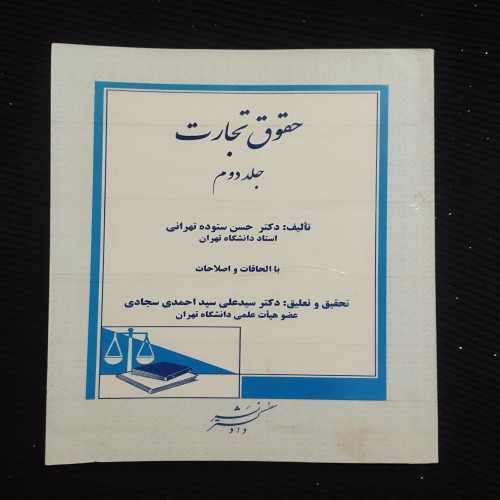 حقوق تجارت
جلد دوم
تألیف: دکتر حسن ستوده تهرانی
استاد دانشگاه تهران
با الحاقات و اصلاحات
تحقیق و تعلیق: دکتر سیدعلی سید احمدی سجادی
عضو هیأت علمی دانشگاه تهران
نشر
دادگستر